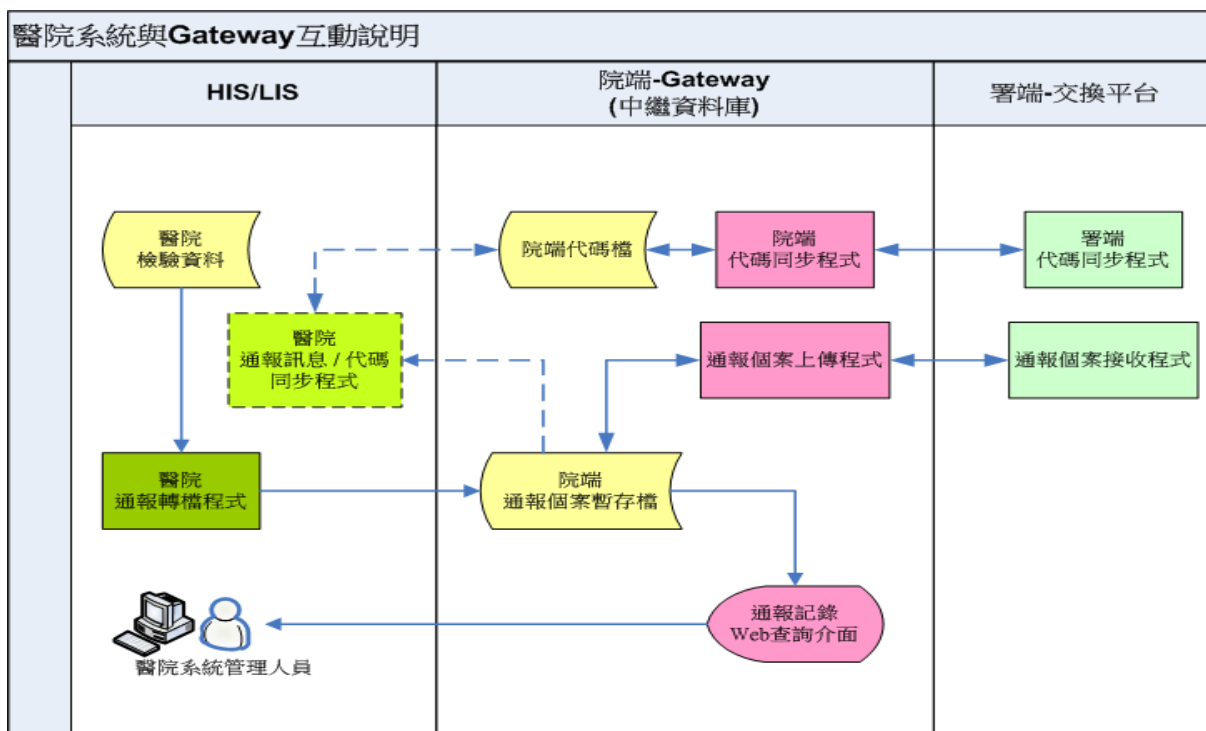 醫院系統與Gateway互動說明
HIS/LIS
院端-Gateway
(中繼資料庫)
署端-交換平台
醫院
檢驗資料
院端代碼檔
院端
代碼同步程式
署端
代碼同步程式
醫院
通報訊息 / 代碼
同步程式
通報個案上傳程式
通報個案接收程式
醫院
通報轉檔程式
院端
通報個案暫存檔
通報記錄
Web查詢介面
醫院系統管理人員